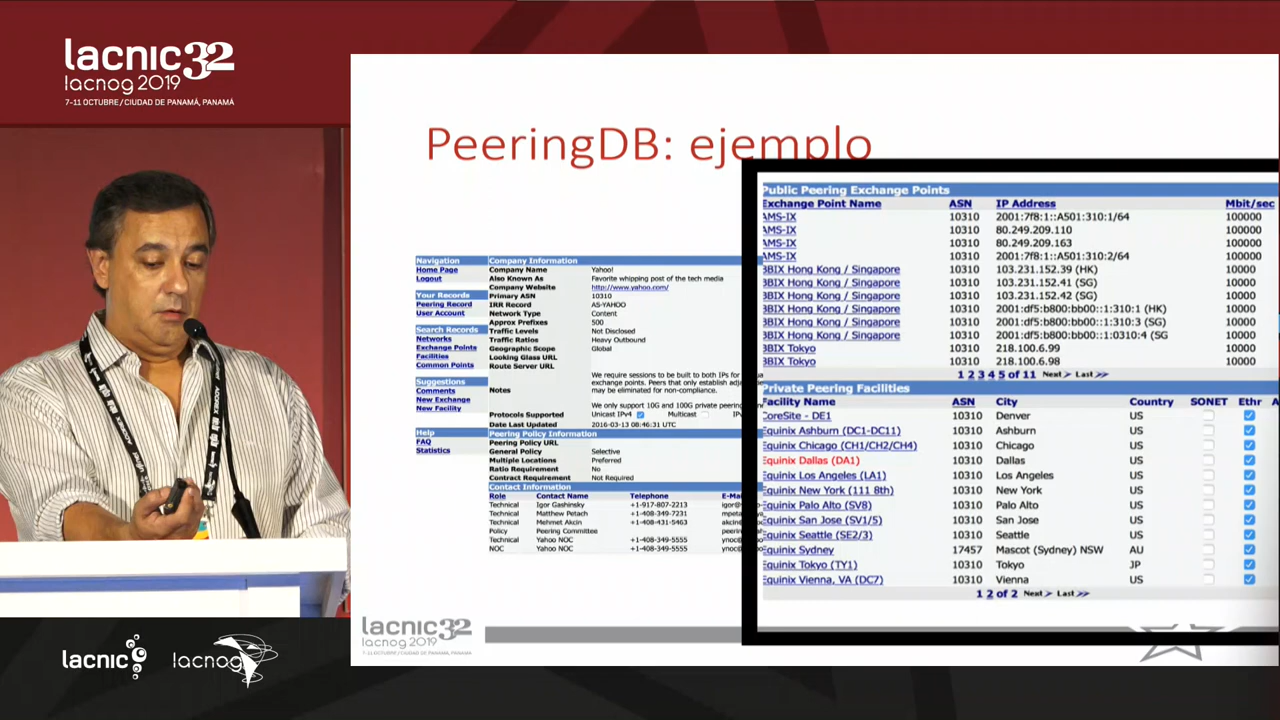 lacnic32
lacnog 2019
7-11 OCTUBRE / CIUDAD DE PANAMÁ, PANAMÁ
PeeringDB: ejemplo
Navigation
Home Page
Logout
Your Records
Peering Record
User Account
Search Records
Networks
Exchange Points
Facilities
Common Points
Suggestions
Comments
New Exchange
New Facility
Help
FAQ
Statistics
Company Information
Company Name Yahoo!
Also Known As Favorite whipping post of the tech media
Company Website http://www.yahoo.com/
Primary ASN 10310
IRR Record AS-YAHOO
Network Type Content
Approx Prefixes 500
Traffic Levels Not Disclosed
Traffic Ratios Heavy Outbound
Geographic Scope Global
Looking Glass URL
Route Server URL
We require sessions to be built to both IPs for
exchange points. Peers that only establish adj
Notes may be eliminated for non-compliance.
We only support 10G and 100G private peering
Protocols Supported Unicast IPv4 Multicast IPv
Date Last Updated 2016-03-13 08:46:31 UTC
Peering Policy Information
Peering Policy URL
General Policy Selective
Multiple Locations Preferred
Ratio Requirement No
Contract Requirement Not Required
Contact Information
Role Contact Name Telephone E-Mai
Technical Igor Gashinsky +1-917-807-2213 igor@
Technical Matthew Petach +1-408-349-7231 mpeta
Technical Mehmet Akcin +1-408-431-5463 akcin
Policy Peering Committee peerin
Technical Yahoo NOC +1-408-349-5555 ynoc
NOC Yahoo NOC +1-408-349-5555 ynoc
Public Peering Exchange Points
Exchange Point Name ASN IP Address Mbit/sec
AMS-IX 10310 2001:7f8:1::A501:310:1/64 100000
AMS-IX 10310 80.249.209.110 100000
AMS-IX 10310 80.249.209.163 100000
AMS-IX 10310 2001:7f8:1::A501:310:2/64 100000
BBIX Hong Kong / Singapore 10310 103.231.152.39 (HK) 10000
BBIX Hong Kong / Singapore 10310 103.231.152.41 (SG) 10000
BBIX Hong Kong / Singapore 10310 103.231.152.42 (SG) 10000
BBIX Hong Kong / Singapore 10310 2001:df5:b800:bb00::1:310:1 (HK) 10000
BBIX Hong Kong / Singapore 10310 2001:df5:b800:bb00::1:310:3 (SG) 10000
BBIX Hong Kong / Singapore 10310 2001:df5:b800:bb00::1:0310:4 (SG 10000
BBIX Tokyo 10310 218.100.6.99 10000
BBIX Tokyo 10310 218.100.6.98 10000
1 2 3 4 5 of 11 Next > Last >>
Private Peering Facilities
Facility Name ASN City Country SONET Ethr A
CoreSite - DE1 10310 Denver US
Equinix Ashburn (DC1-DC11) 10310 Ashburn US
Equinix Chicago (CH1/CH2/CH4) 10310 Chicago US
Equinix Dallas (DA1) 10310 Dallas US
Equinix Los Angeles (LA1) 10310 Los Angeles US
Equinix New York (111 8th) 10310 New York US
Equinix Palo Alto (SV8) 10310 Palo Alto US
Equinix San Jose (SV1/5) 10310 San Jose US
Equinix Seattle (SE2/3) 10310 Seattle US
Equinix Sydney 17457 Mascot (Sydney) NSW AU
Equinix Tokyo (TY1) 10310 Tokyo JP
Equinix Vienna, VA (DC7) 10310 Vienna US
1 2 of 2 Next > Last >>
lacnic32
lacnog 2019
7-11 OCTUBRE / CIUDAD DE PANAMÁ, PANAMÁ
lacnic
lacnog